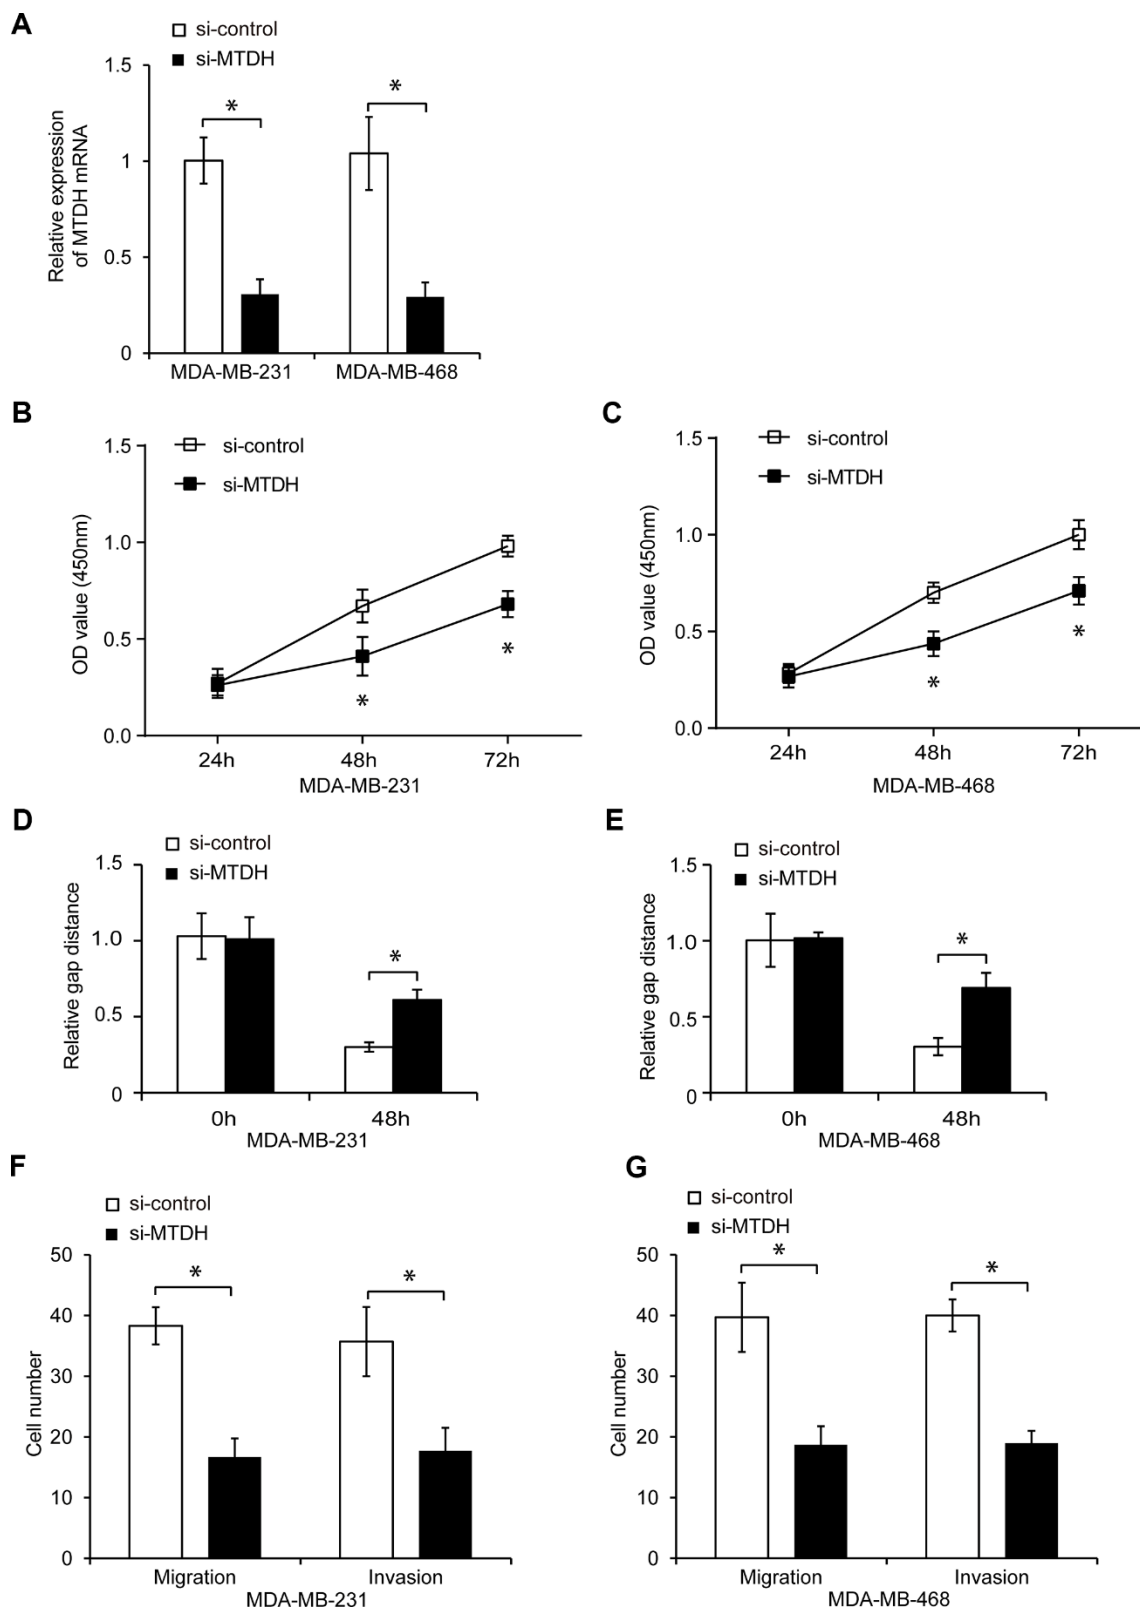 A
si-control
si-MTDH
Relative expression
of MTDH mRNA
1.5
1
0.5
0
*
*
MDA-MB-231
MDA-MB-468
B
si-control
si-MTDH
OD value (450nm)
1.5
1.0
0.5
0.0
*
*
24h
48h
72h
MDA-MB-231
C
si-control
si-MTDH
OD value (450nm)
1.5
1.0
0.5
0.0
*
*
24h
48h
72h
MDA-MB-468
D
si-control
si-MTDH
Relative gap distance
1.5
1.0
0.5
0
*
0h
48h
MDA-MB-231
E
si-control
si-MTDH
Relative gap distance
1.5
1.0
0.5
0
*
0h
48h
MDA-MB-468
F
si-control
si-MTDH
Cell number
50
40
30
20
10
0
*
*
Migration
Invasion
MDA-MB-231
G
si-control
si-MTDH
Cell number
50
40
30
20
10
0
*
*
Migration
Invasion
MDA-MB-468